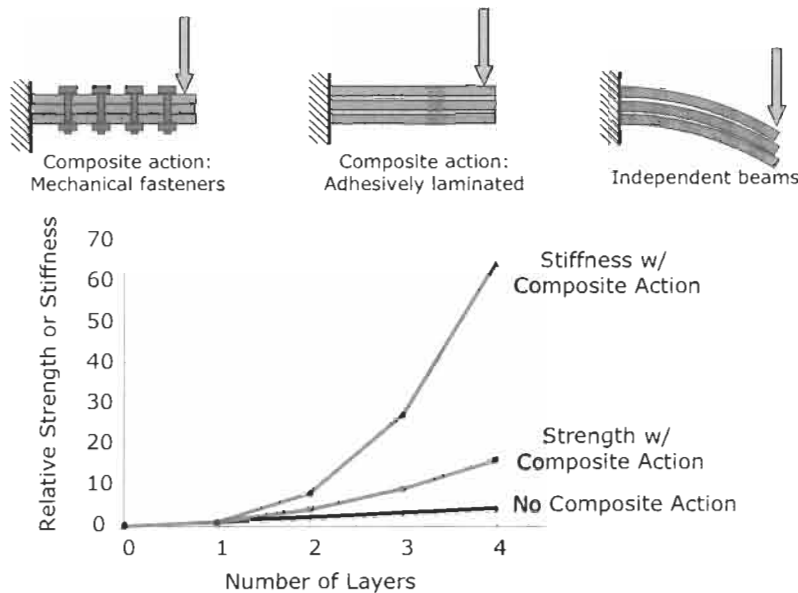 Composite action:
Mechanical fasteners
Composite action:
Adhesively laminated
Independent beams
Relative Strength or Stiffness
70
60
50
40
30
20
10
0
Stiffness w/
Composite Action
Strength w/
Composite Action
No Composite Action
0 1 2 3 4
Number of Layers